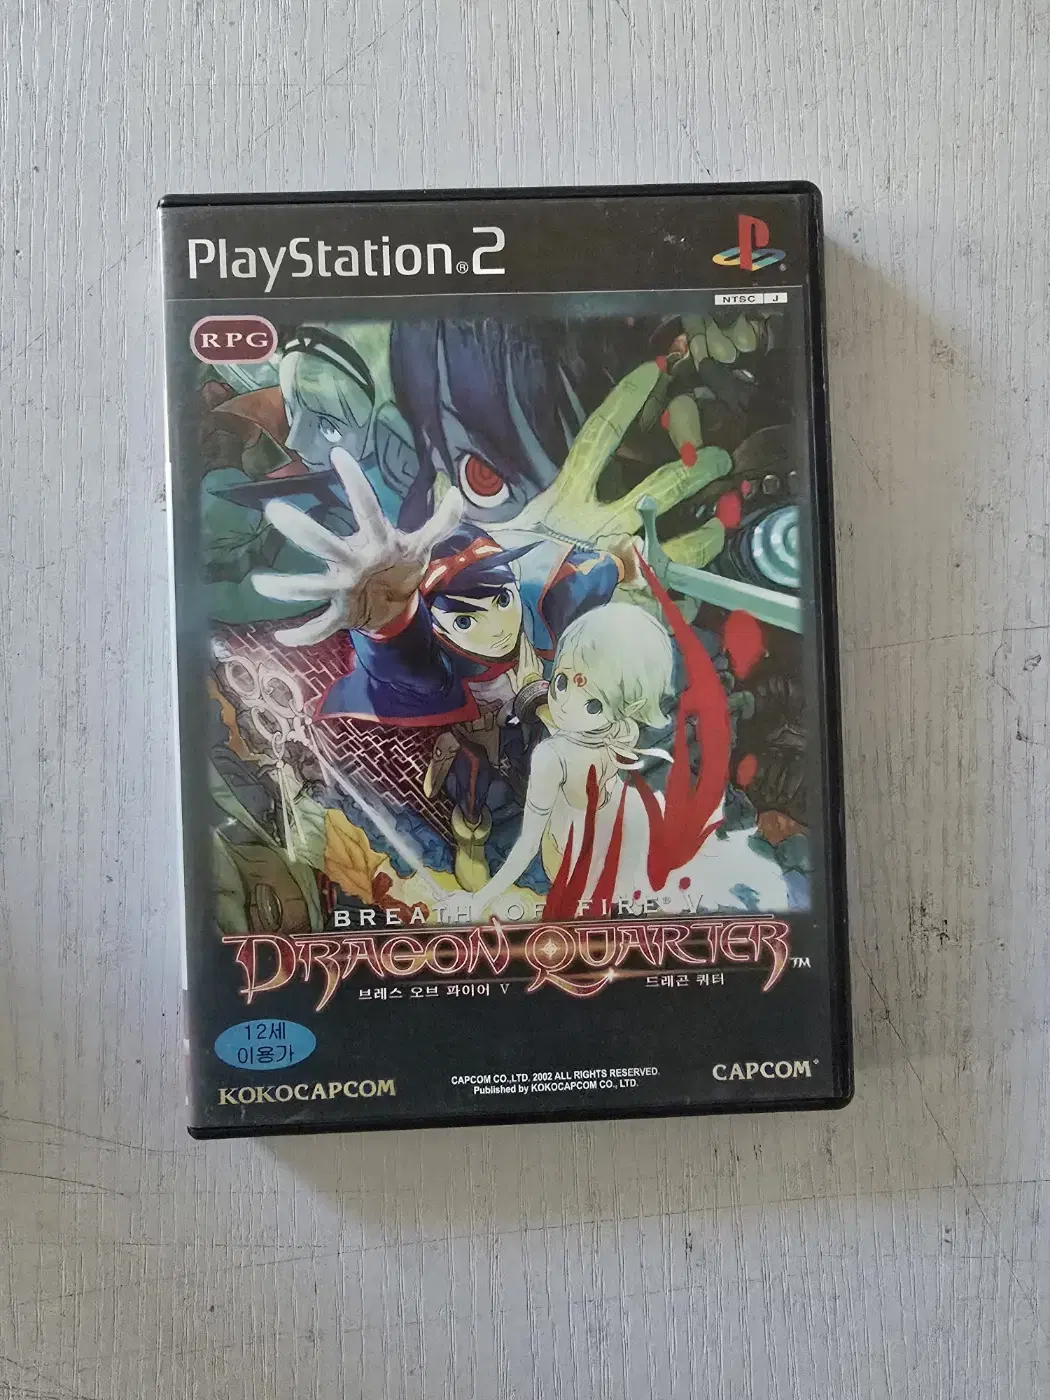 PlayStation®2
NTSC J
RPG
BREATH OF FIRE® V
DRAGON QUARTER™
브레스 오브 파이어 V 드래곤 쿼터
12세
이용가
KOKOCAPCOM
CAPCOM CO.,LTD. 2002 ALL RIGHTS RESERVED.
Published by KOKOCAPCOM CO., LTD.
CAPCOM®